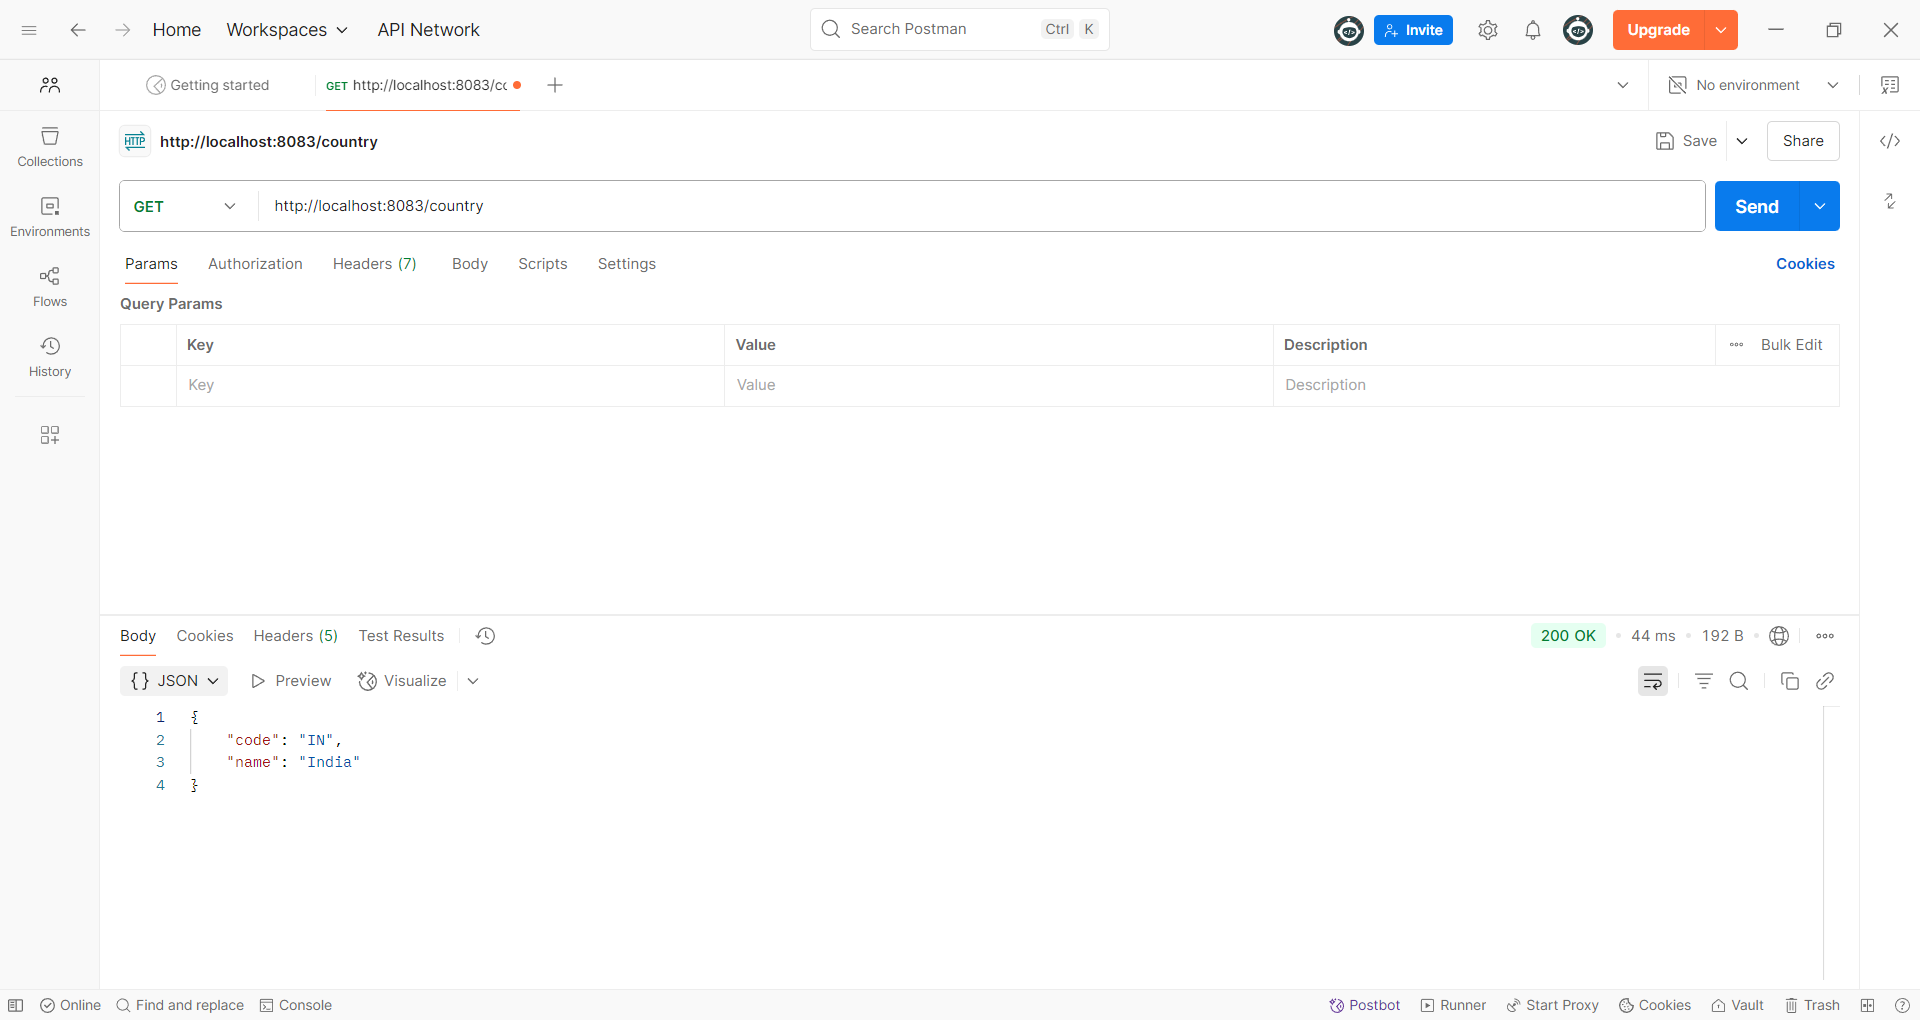 Home Workspaces API Network Search Postman Ctrl K Invite Upgrade
Getting started GET http://localhost:8083/cc No environment
HTTP http://localhost:8083/country Save Share
Collections
GET http://localhost:8083/country Send
Environments
Params Authorization Headers (7) Body Scripts Settings Cookies
Flows
Query Params
Key Value Description Bulk Edit
History
Key Value Description
Body Cookies Headers (5) Test Results 200 OK 44 ms 192 B
{} JSON Preview Visualize
1 {
2 "code": "IN",
3 "name": "India"
4 }
Online Find and replace Console Postbot Runner Start Proxy Cookies Vault Trash